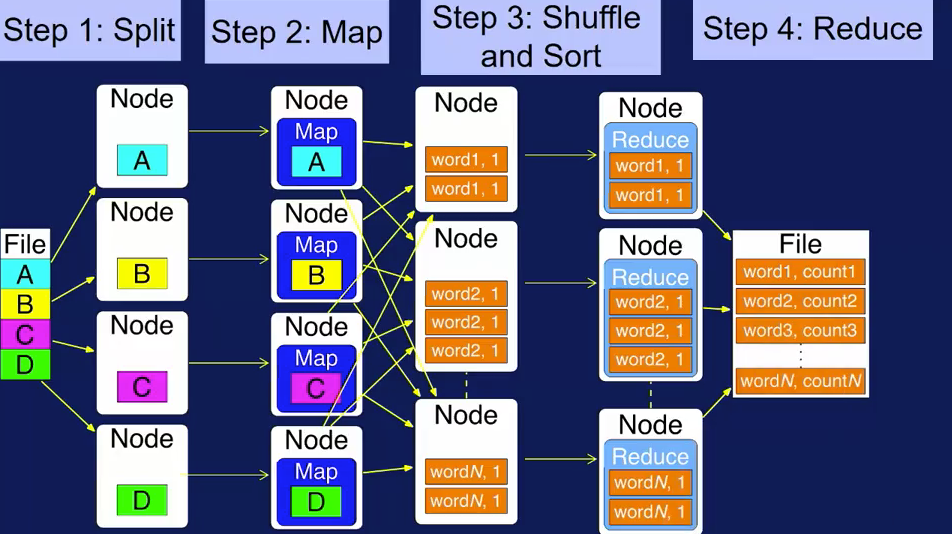 Step 1: Split
Step 2: Map
Step 3: Shuffle
and Sort
Step 4: Reduce
File
A
B
C
D
Node
A
Node
B
Node
C
Node
D
Node
Map
A
Node
Map
B
Node
Map
C
Node
Map
D
Node
word1, 1
word1, 1
Node
word2, 1
word2, 1
word2, 1
Node
wordN, 1
wordN, 1
Node
Reduce
word1, 1
word1, 1
Node
Reduce
word2, 1
word2, 1
word2, 1
Node
Reduce
wordN, 1
wordN, 1
File
word1, count1
word2, count2
word3, count3
wordN, countN